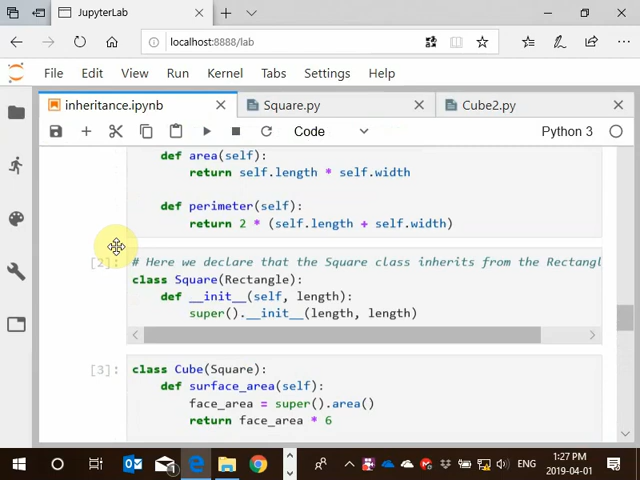 JupyterLab
localhost:8888/lab
File Edit View Run Kernel Tabs Settings Help
inheritance.ipynb
Square.py
Cube2.py
Code
Python 3
def area(self):
return self.length * self.width
def perimeter(self):
return 2 * (self.length + self.width)
[2]:
# Here we declare that the Square class inherits from the Rectangl
class Square(Rectangle):
def __init__(self, length):
super().__init__(length, length)
[3]:
class Cube(Square):
def surface_area(self):
face_area = super().area()
return face_area * 6
ENG
1:27 PM
2019-04-01